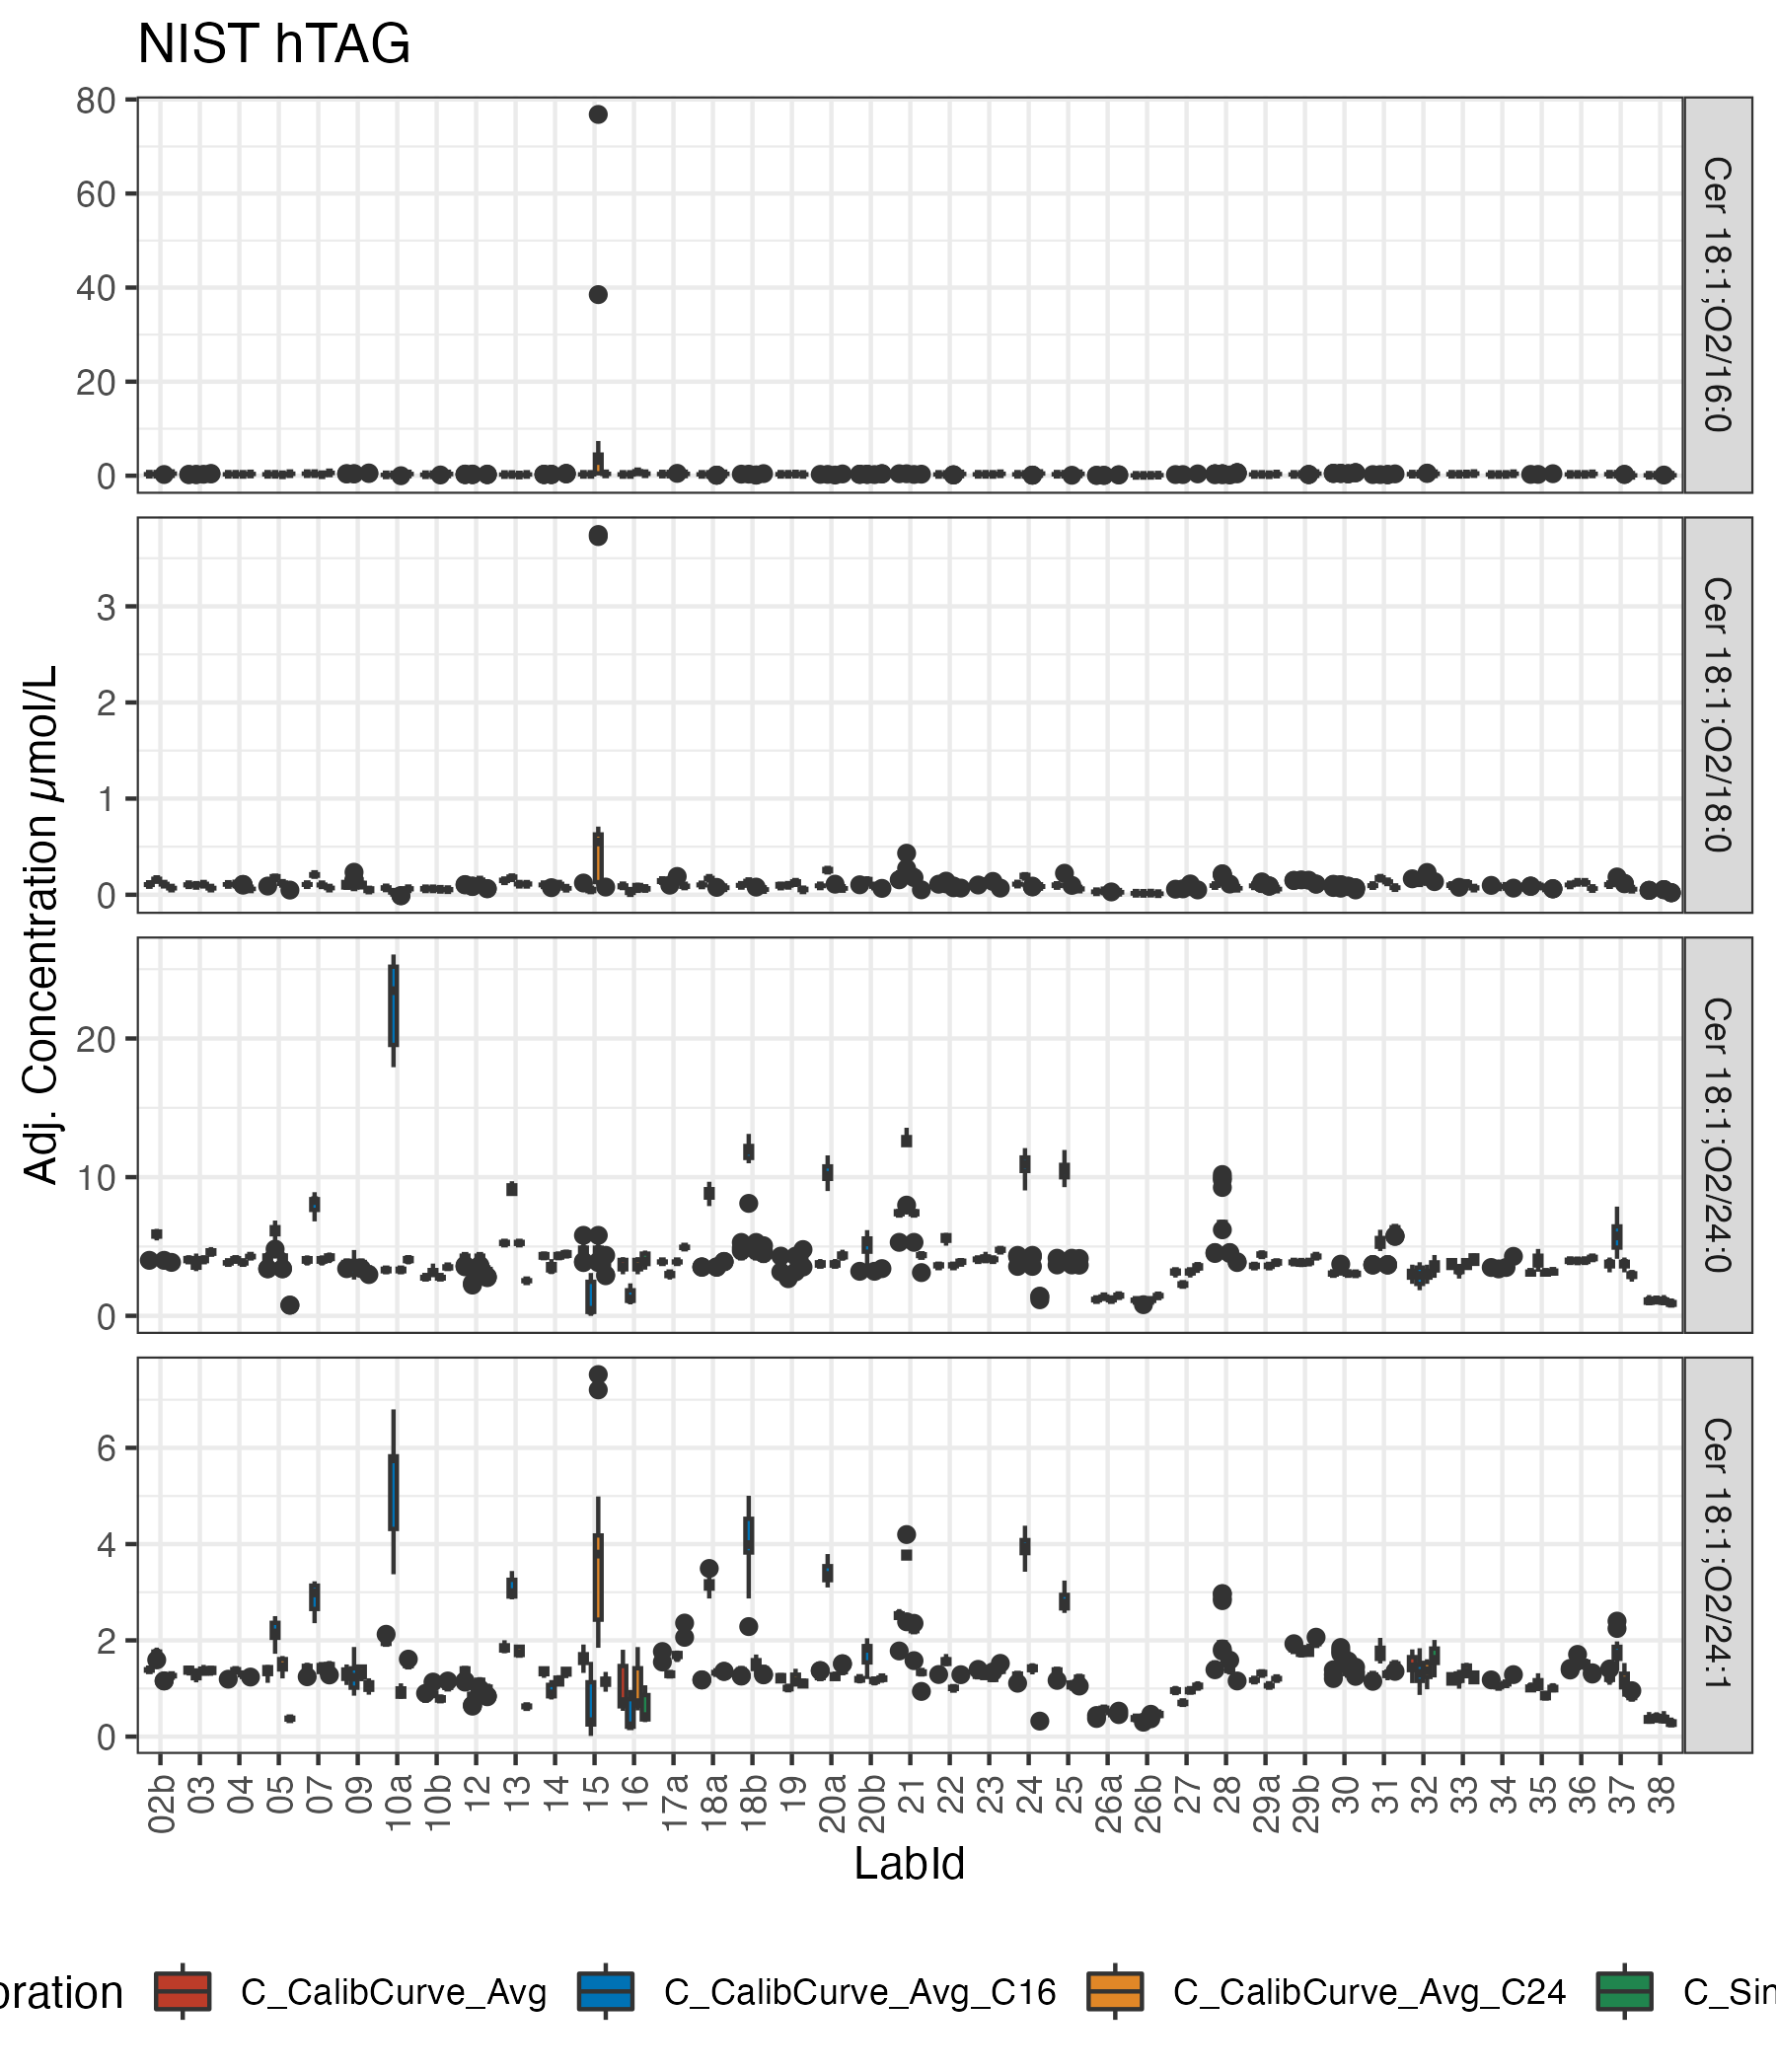 NIST hTAG
Adj. Concentration µmol/L
80
60
40
20
0
Cer 18:1;O2/16:0
3
2
1
0
Cer 18:1;O2/18:0
20
10
0
Cer 18:1;O2/24:0
6
4
2
0
Cer 18:1;O2/24:1
02b 03 04 05 07 09 10a 10b 12 13 14 15 16 17a 18a 18b 19 20a 20b 21 22 23 24 25 26a 26b 27 28 29a 29b 30 31 32 33 34 35 36 37 38
LabId
oration C_CalibCurve_Avg C_CalibCurve_Avg_C16 C_CalibCurve_Avg_C24 C_Sin